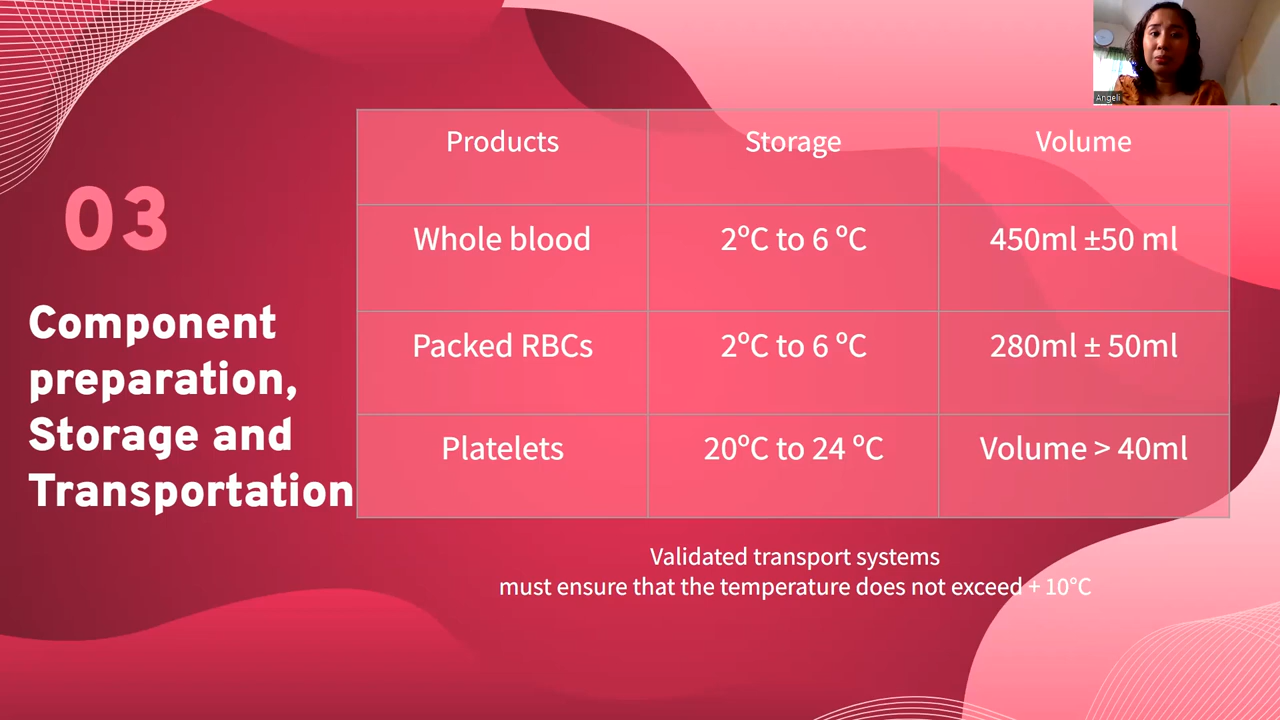 03
Component
preparation,
Storage and
Transportation
Products Storage Volume
Whole blood 2ºC to 6 ºC 450ml ±50 ml
Packed RBCs 2ºC to 6 ºC 280ml ± 50ml
Platelets 20ºC to 24 ºC Volume > 40ml
Validated transport systems
must ensure that the temperature does not exceed + 10°C
Angeli